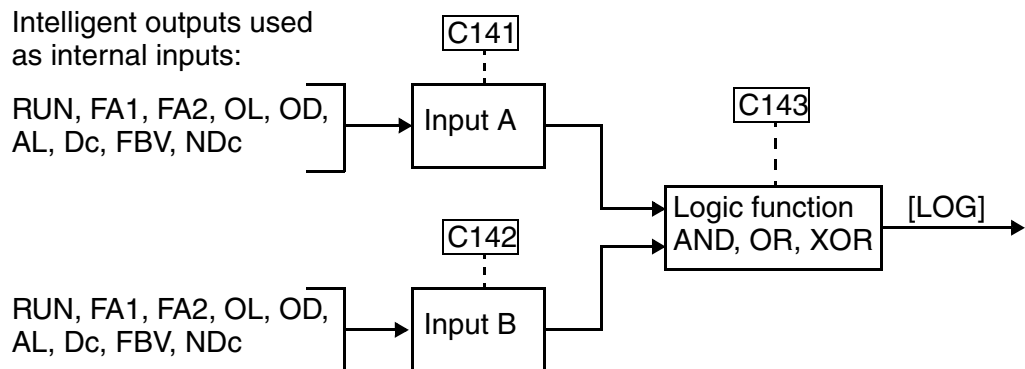 Intelligent outputs used
as internal inputs:
C141
RUN, FA1, FA2, OL, OD,
AL, Dc, FBV, NDc
Input A
C143
Logic function
AND, OR, XOR
[LOG]
C142
RUN, FA1, FA2, OL, OD,
AL, Dc, FBV, NDc
Input B